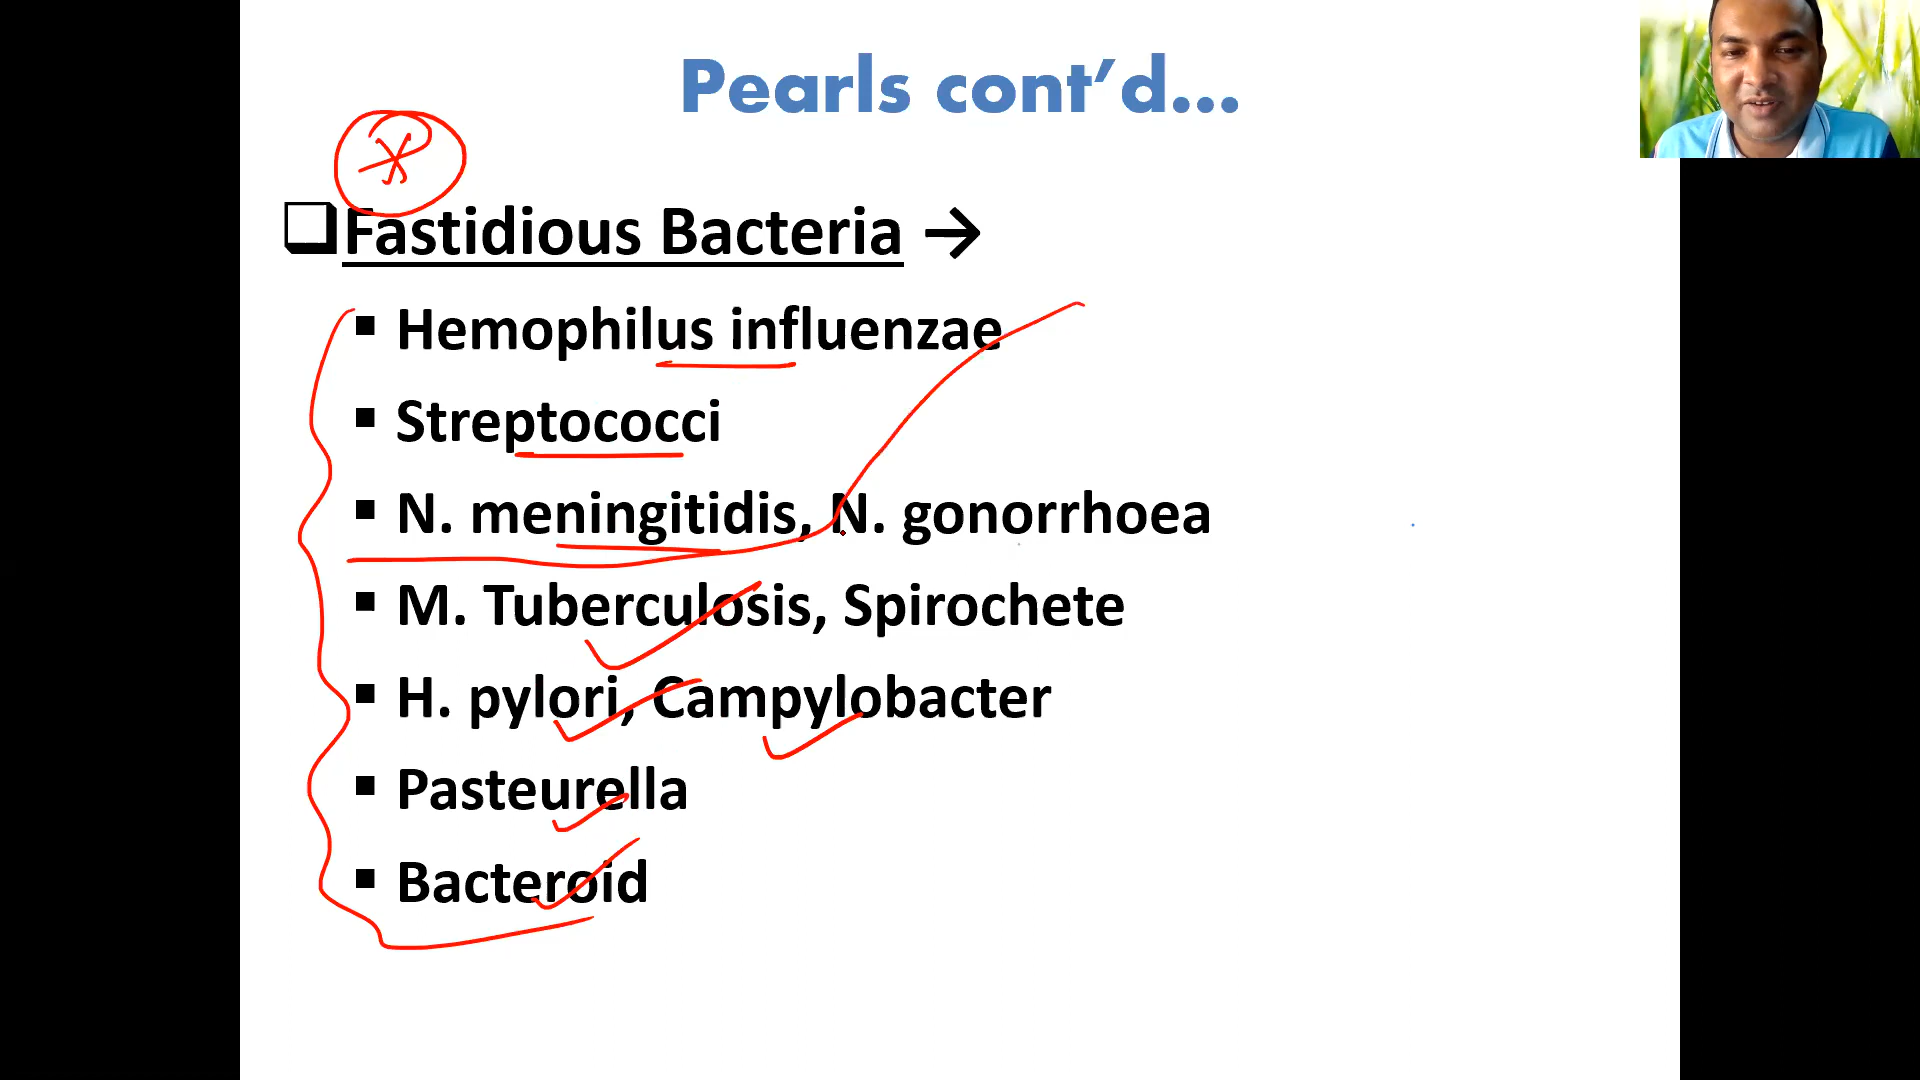 Pearls cont’d...
Fastidious Bacteria →
Hemophilus influenzae
Streptococci
N. meningitidis, N. gonorrhoea
M. Tuberculosis, Spirochete
H. pylori, Campylobacter
Pasteurella
Bacteroid